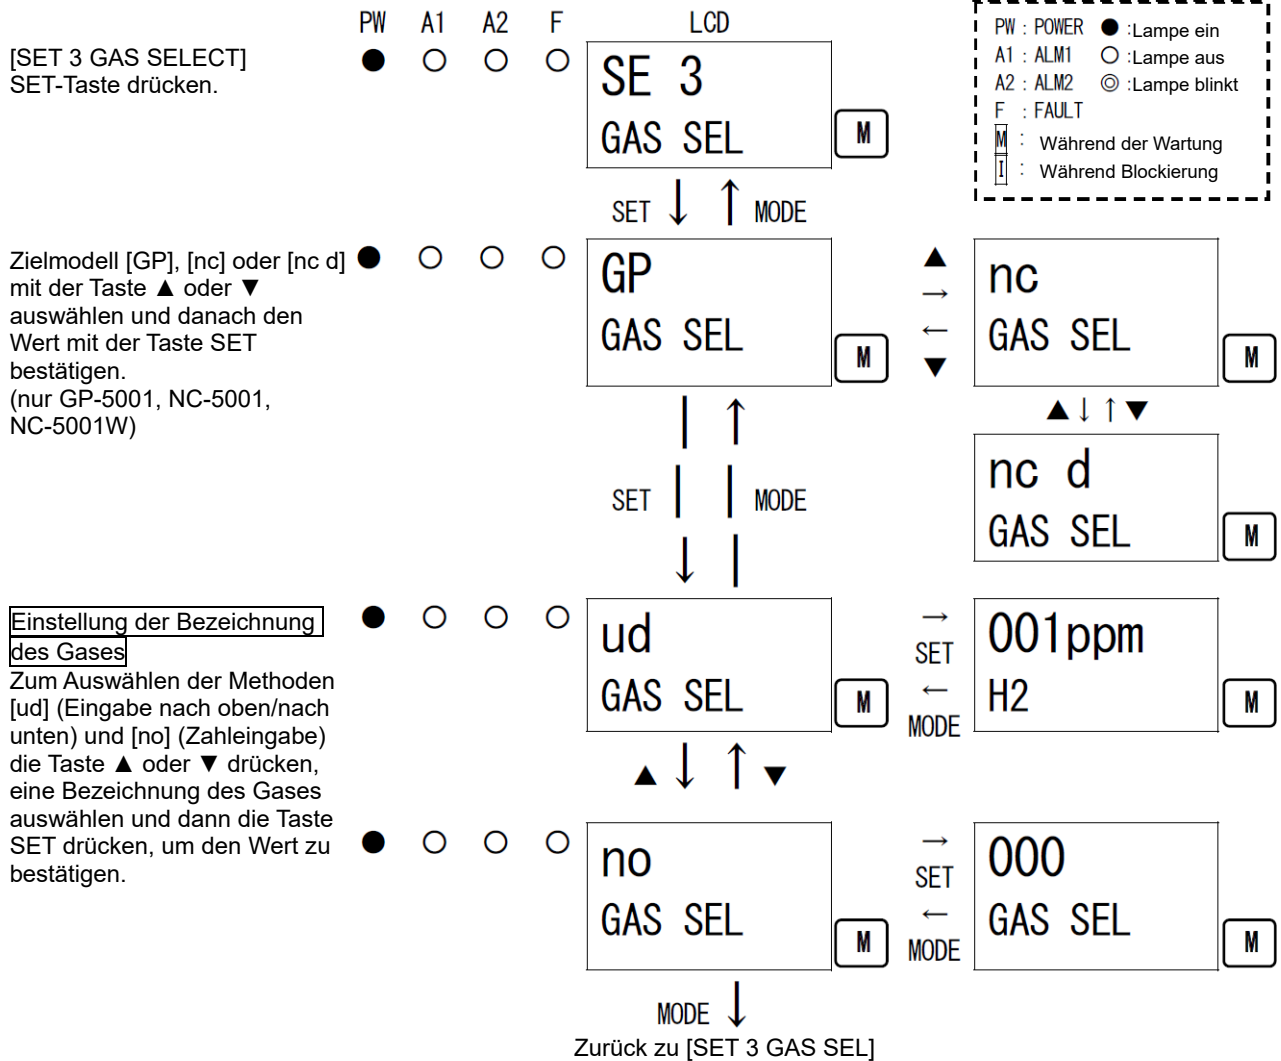 PW A1 A2 F LCD
PW : POWER ● :Lampe ein
A1 : ALM1 ○ :Lampe aus
A2 : ALM2 ◎ :Lampe blinkt
F : FAULT
M : Während der Wartung
I : Während Blockierung
[SET 3 GAS SELECT]
SET-Taste drücken.
● ○ ○ ○
SE 3
GAS SEL
M
SET ↓ ↑ MODE
Zielmodell [GP], [nc] oder [nc d]
mit der Taste ▲ oder ▼
auswählen und danach den
Wert mit der Taste SET
bestätigen.
(nur GP-5001, NC-5001,
NC-5001W)
● ○ ○ ○
GP
GAS SEL
M
▲
→
←
▼
nc
GAS SEL
M
▲↓↑▼
nc d
GAS SEL
M
SET ↓ ↑ MODE
Einstellung der Bezeichnung
des Gases
Zum Auswählen der Methoden
[ud] (Eingabe nach oben/nach
unten) und [no] (Zahleingabe)
die Taste ▲ oder ▼ drücken,
eine Bezeichnung des Gases
auswählen und dann die Taste
SET drücken, um den Wert zu
bestätigen.
● ○ ○ ○
ud
GAS SEL
M
→
SET
←
MODE
001ppm
H2
M
▲ ↓ ↑ ▼
● ○ ○ ○
no
GAS SEL
M
→
SET
←
MODE
000
GAS SEL
M
MODE ↓
Zurück zu [SET 3 GAS SEL]